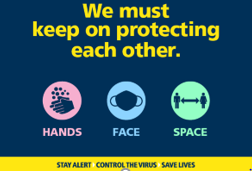 We must
keep on protecting
each other.
HANDS FACE SPACE
STAY ALERT CONTROL THE VIRUS SAVE LIVES